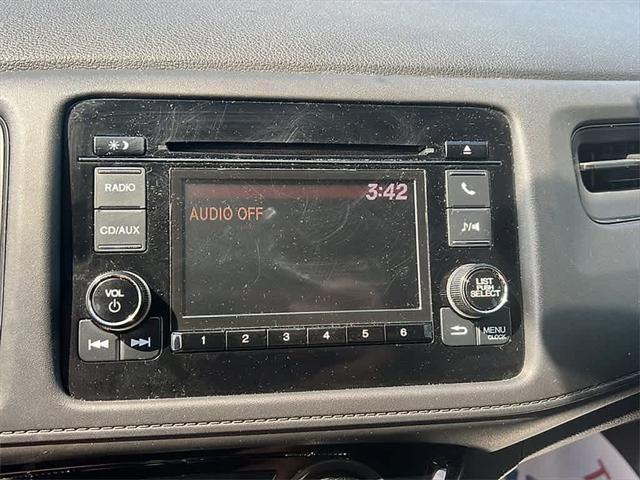 RADIO
CD/AUX
VOL
3:42
AUDIO OFF
1 2 3 4 5 6
LIST
PUSH
SELECT
MENU
CLOCK